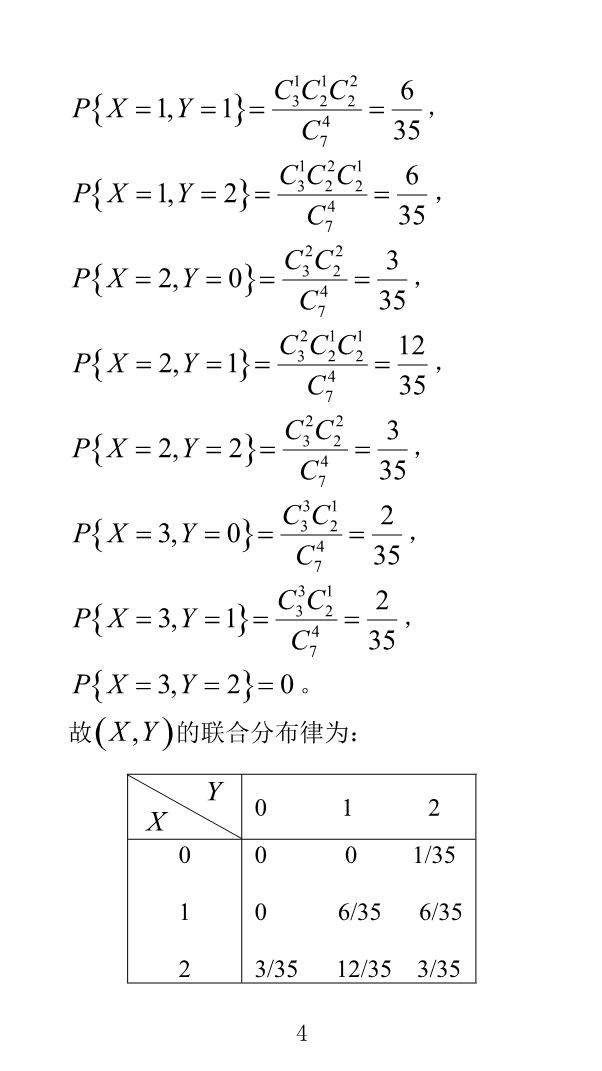 P{X=1,Y=1}=\frac{C_3^1C_2^1C_2^2}{C_7^4}=\frac{6}{35}，
P{X=1,Y=2}=\frac{C_3^1C_2^2C_2^1}{C_7^4}=\frac{6}{35}，
P{X=2,Y=0}=\frac{C_3^2C_2^2}{C_7^4}=\frac{3}{35}，
P{X=2,Y=1}=\frac{C_3^2C_2^1C_2^1}{C_7^4}=\frac{12}{35}，
P{X=2,Y=2}=\frac{C_3^2C_2^2}{C_7^4}=\frac{3}{35}，
P{X=3,Y=0}=\frac{C_3^3C_2^1}{C_7^4}=\frac{2}{35}，
P{X=3,Y=1}=\frac{C_3^3C_2^1}{C_7^4}=\frac{2}{35}，
P{X=3,Y=2}=0。
故(X,Y)的联合分布律为：
X Y 0 1 2
0 0 0 1/35
1 0 6/35 6/35
2 3/35 12/35 3/35
4